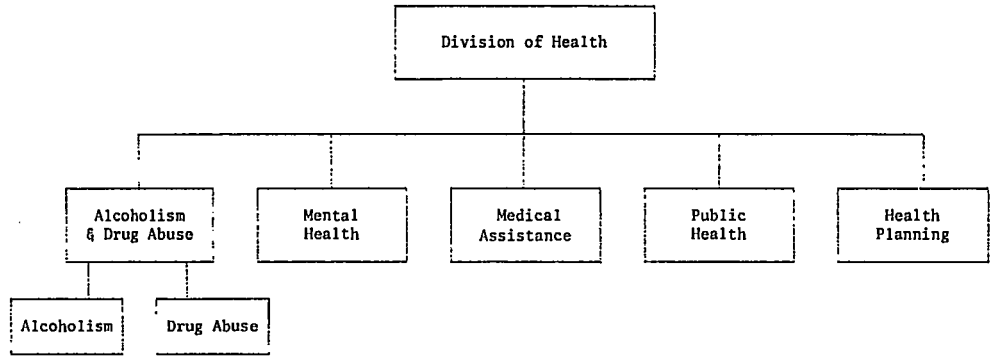 Division of Health
Alcoholism
& Drug Abuse
Mental
Health
Medical
Assistance
Public
Health
Health
Planning
Alcoholism
Drug Abuse